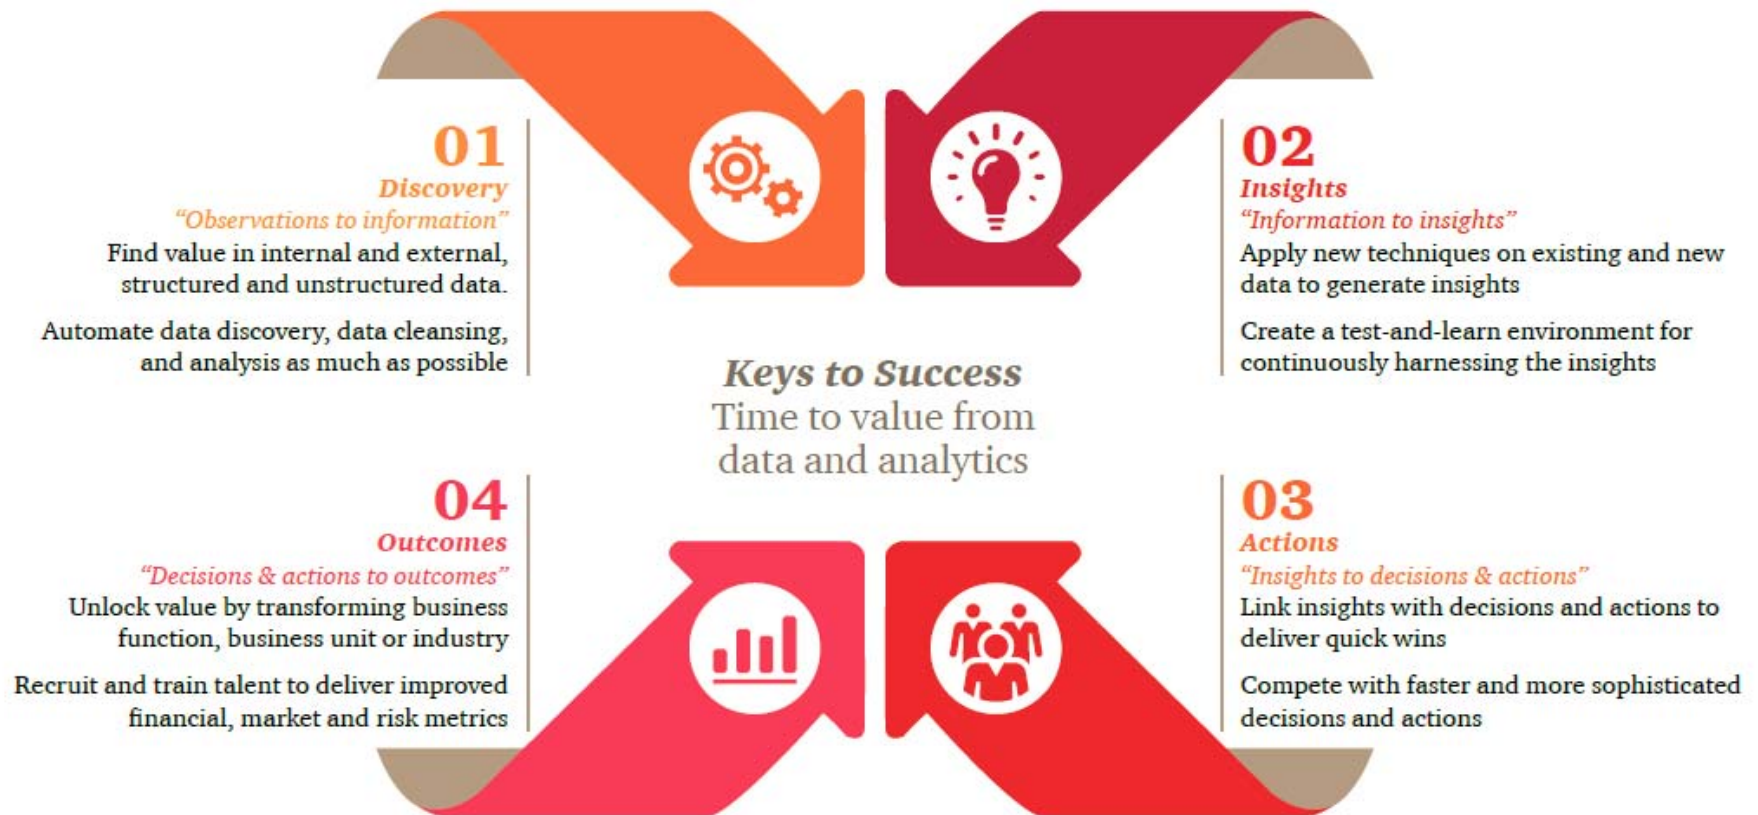 01
Discovery
“Observations to information”
Find value in internal and external,
structured and unstructured data.
Automate data discovery, data cleansing,
and analysis as much as possible
02
Insights
“Information to insights”
Apply new techniques on existing and new
data to generate insights
Create a test-and-learn environment for
continuously harnessing the insights
Keys to Success
Time to value from
data and analytics
03
Actions
“Insights to decisions & actions”
Link insights with decisions and actions to
deliver quick wins
Compete with faster and more sophisticated
decisions and actions
04
Outcomes
“Decisions & actions to outcomes”
Unlock value by transforming business
function, business unit or industry
Recruit and train talent to deliver improved
financial, market and risk metrics